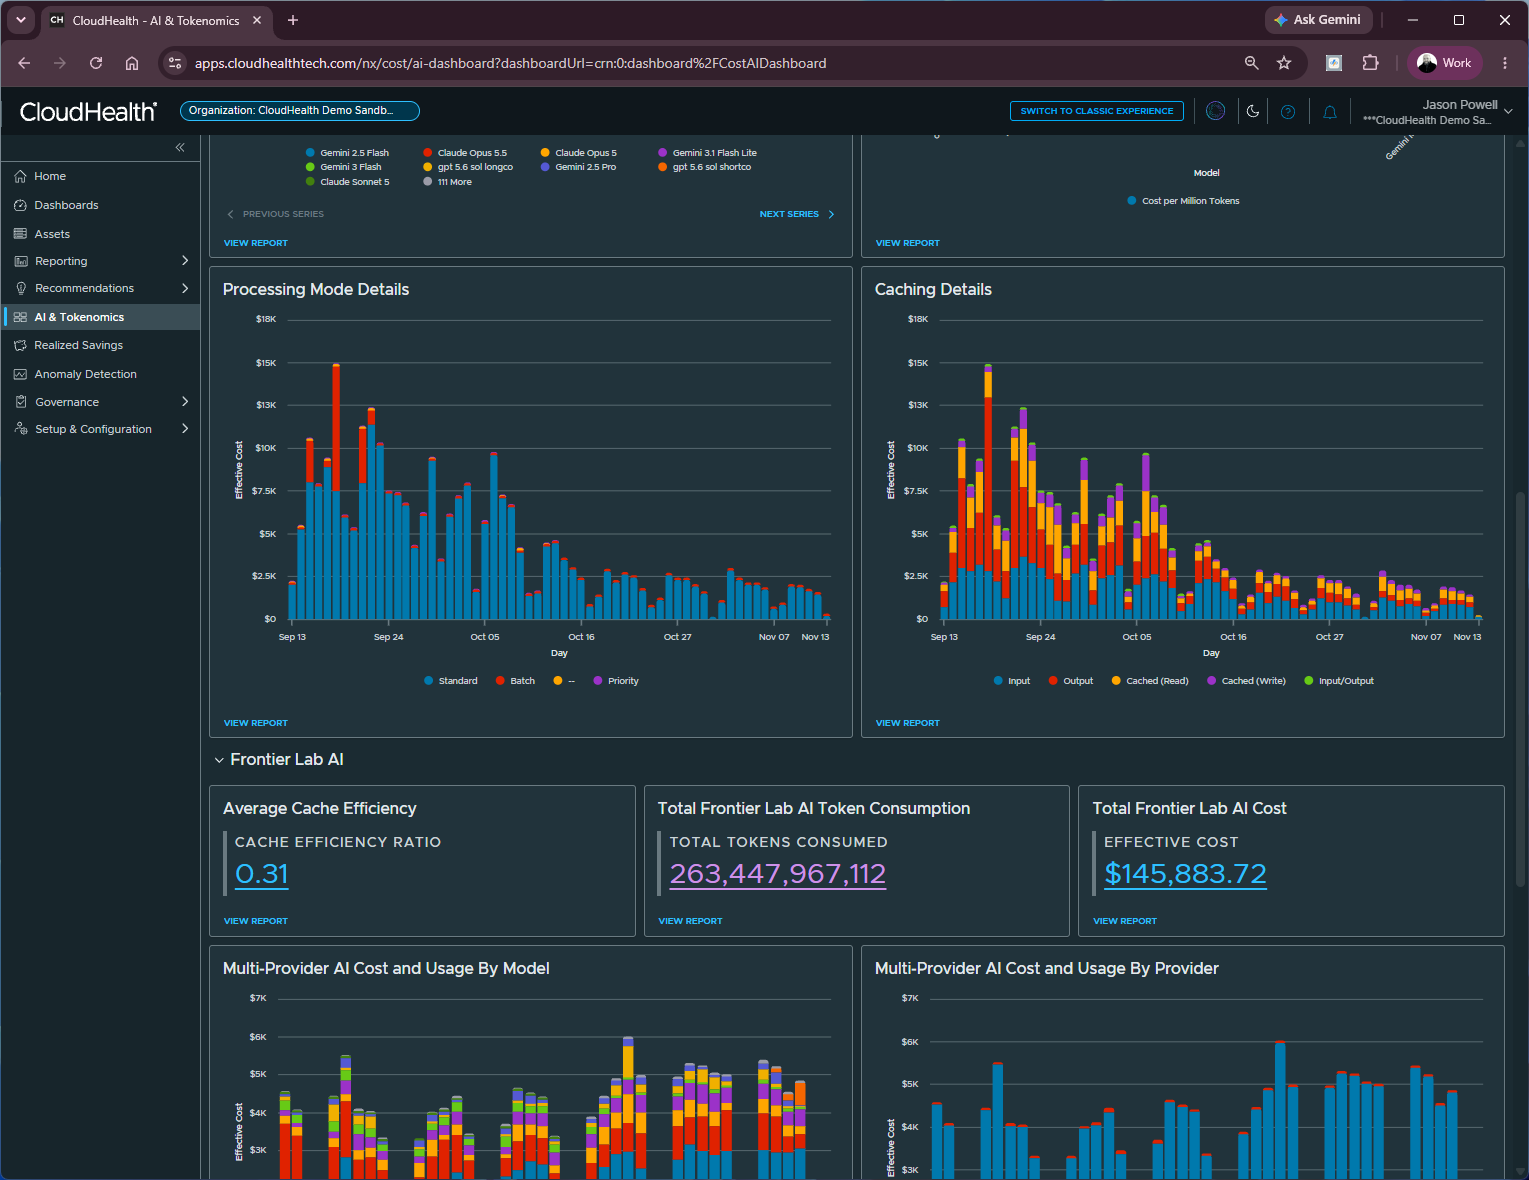 CH CloudHealth - AI & Tokenomics
Ask Gemini
apps.cloudhealthtech.com/nx/cost/ai-dashboard?dashboardUrl=crn:0:dashboard%2FCostAIDashboard
Work
CloudHealth
Organization: CloudHealth Demo Sandb...
SWITCH TO CLASSIC EXPERIENCE
Jason Powell
***CloudHealth Demo Sa...
Home
Dashboards
Assets
Reporting
Recommendations
AI & Tokenomics
Realized Savings
Anomaly Detection
Governance
Setup & Configuration
Gemini 2.5 Flash
Claude Opus 5.5
Claude Opus 5
Gemini 3.1 Flash Lite
Gemini 3 Flash
gpt 5.6 sol longco
Gemini 2.5 Pro
gpt 5.6 sol shortco
Claude Sonnet 5
111 More
PREVIOUS SERIES
NEXT SERIES
VIEW REPORT
Gemini
Model
Cost per Million Tokens
VIEW REPORT
Processing Mode Details
$18K
$15K
$13K
$10K
$7.5K
$5K
$2.5K
$0
Effective Cost
Sep 13
Sep 24
Oct 05
Oct 16
Oct 27
Nov 07
Nov 13
Day
Standard
Batch
--
Priority
VIEW REPORT
Caching Details
$18K
$15K
$13K
$10K
$7.5K
$5K
$2.5K
$0
Effective Cost
Sep 13
Sep 24
Oct 05
Oct 16
Oct 27
Nov 07
Nov 13
Day
Input
Output
Cached (Read)
Cached (Write)
Input/Output
VIEW REPORT
Frontier Lab AI
Average Cache Efficiency
CACHE EFFICIENCY RATIO
0.31
VIEW REPORT
Total Frontier Lab AI Token Consumption
TOTAL TOKENS CONSUMED
263,447,967,112
VIEW REPORT
Total Frontier Lab AI Cost
EFFECTIVE COST
$145,883.72
VIEW REPORT
Multi-Provider AI Cost and Usage By Model
$7K
$6K
$5K
$4K
$3K
Effective Cost
Multi-Provider AI Cost and Usage By Provider
$7K
$6K
$5K
$4K
$3K
Effective Cost